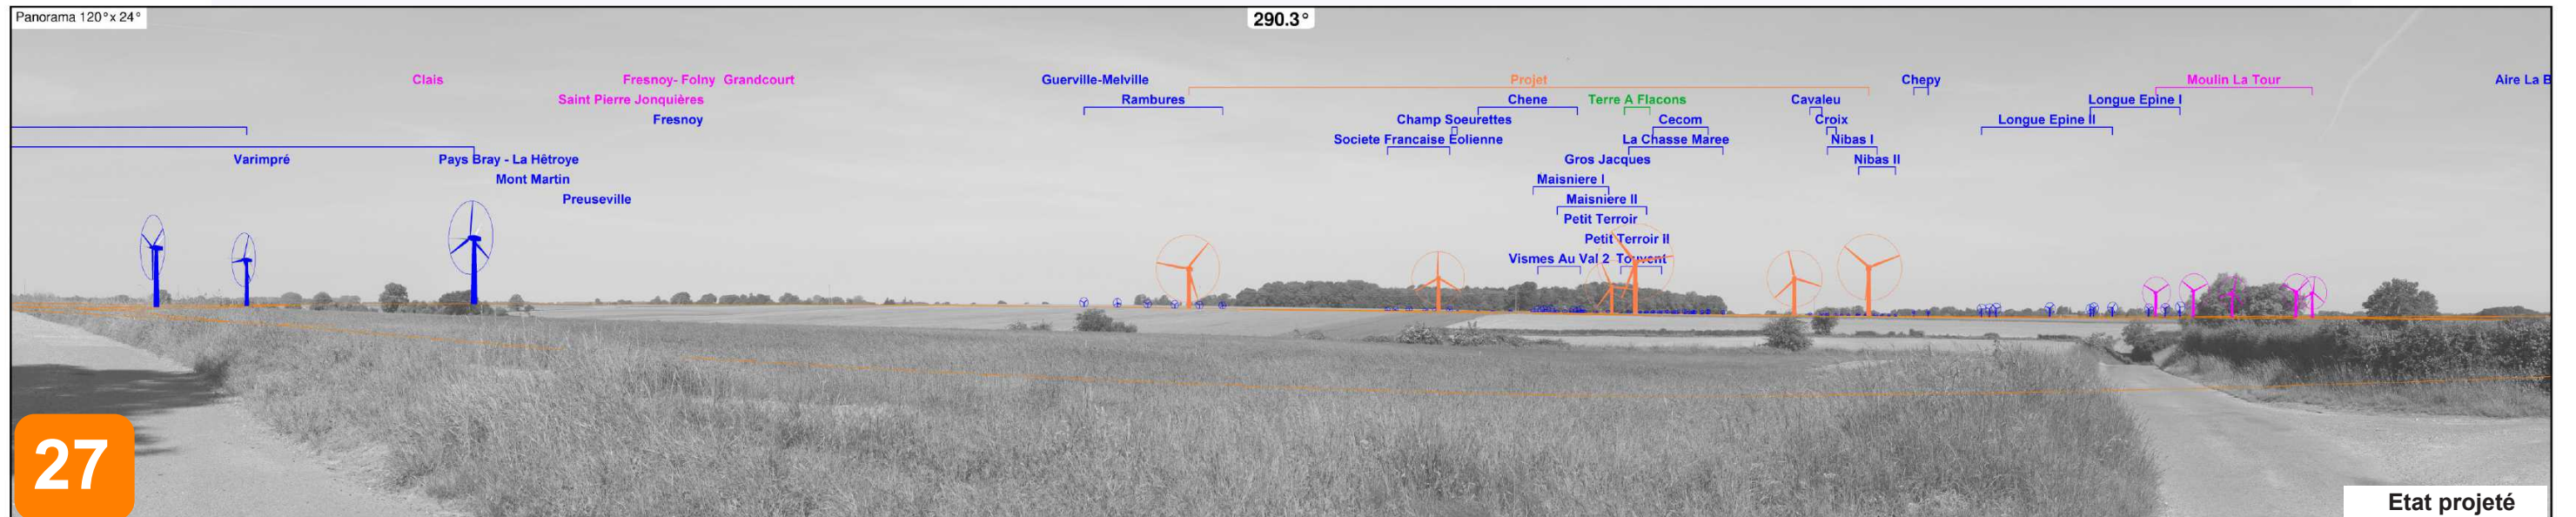 Panorama 120°x 24°
290.3°
Clais
Fresnoy- Folny Grandcourt
Guerville-Melville
Projet
Chepy
Moulin La Tour
Aire La B
Saint Pierre Jonquières
Rambures
Chene
Terre A Flacons
Cavaleu
Longue Epine I
Fresnoy
Champ Soeurettes
Cecom
Croix
Longue Epine II
Societe Francaise Eolienne
La Chasse Maree
Nibas I
Varimpré
Pays Bray - La Hêtroye
Gros Jacques
Nibas II
Mont Martin
Maisniere I
Preuseville
Maisniere II
Petit Terroir
Petit Terroir II
Vismes Au Val 2 Touvent
27
Etat projeté